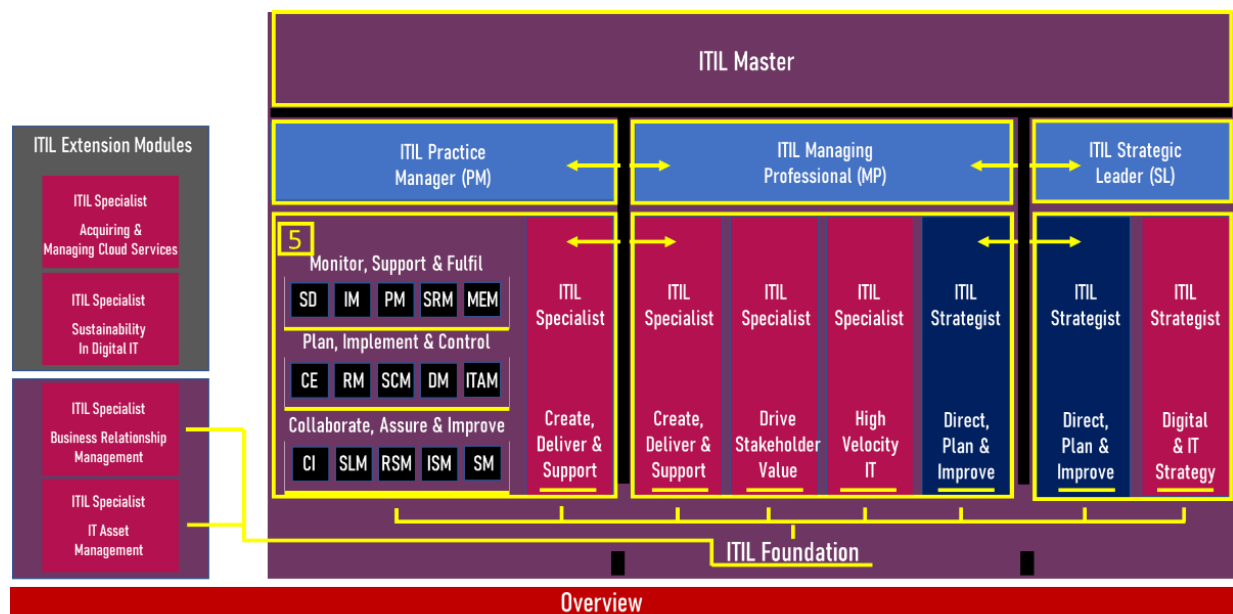 ITIL Master
ITIL Extension Modules
ITIL Specialist
Acquiring &
Managing Cloud Services
ITIL Specialist
Sustainability
In Digital IT
ITIL Specialist
Business Relationship
Management
ITIL Specialist
IT Asset
Management
ITIL Practice
Manager (PM)
ITIL Managing
Professional (MP)
ITIL Strategic
Leader (SL)
5
Monitor, Support & Fulfil
SD IM PM SRM MEM
Plan, Implement & Control
CE RM SCM DM ITAM
Collaborate, Assure & Improve
CI SLM RSM ISM SM
ITIL
Specialist
Create,
Deliver &
Support
ITIL
Specialist
Create,
Deliver &
Support
ITIL
Specialist
Drive
Stakeholder
Value
ITIL
Specialist
High
Velocity
IT
ITIL
Strategist
Direct,
Plan &
Improve
ITIL
Strategist
Direct,
Plan &
Improve
ITIL
Strategist
Digital
& IT
Strategy
ITIL Foundation
Overview